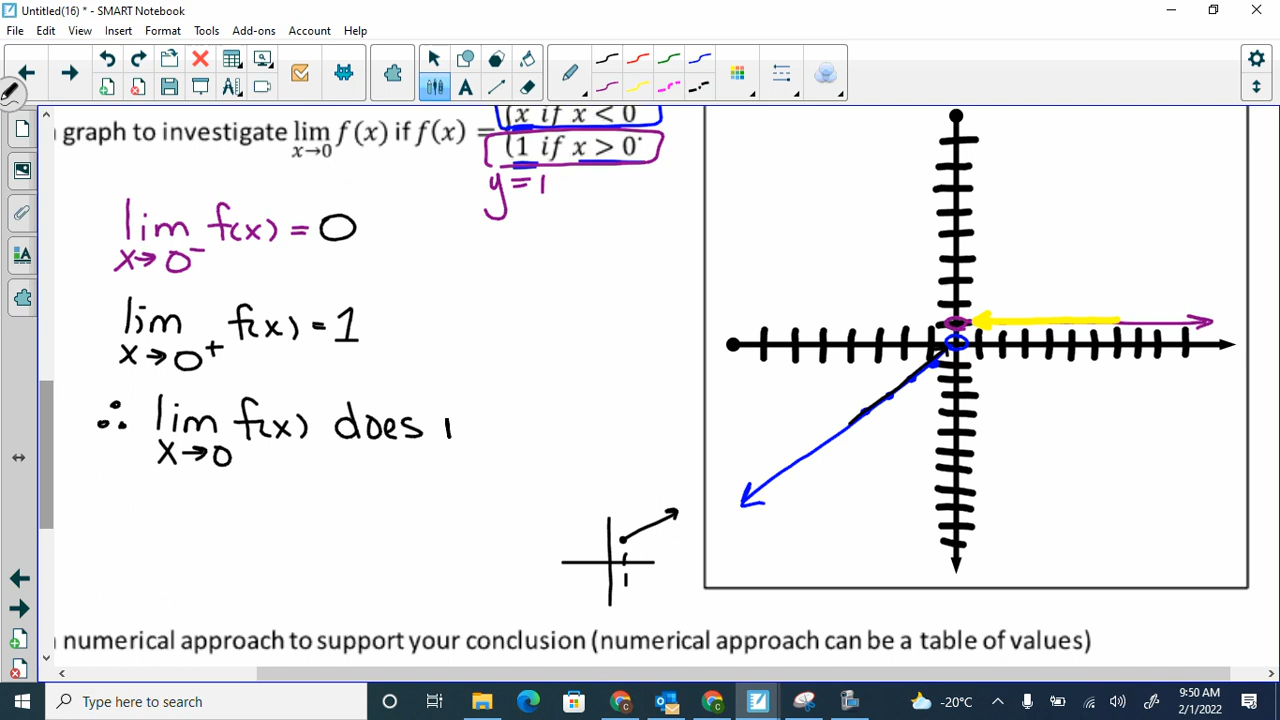 Untitled(16) * - SMART Notebook
File Edit View Insert Format Tools Add-ons Account Help
graph to investigate lim f(x) if f(x) = {x if x < 0
x→0
{1 if x > 0
y = 1
lim f(x) = 0
x→0⁻
lim f(x) = 1
x→0⁺
∴ lim f(x) does
x→0
1
numerical approach to support your conclusion (numerical approach can be a table of values)
Type here to search
-20°C
9:50 AM
2/1/2022